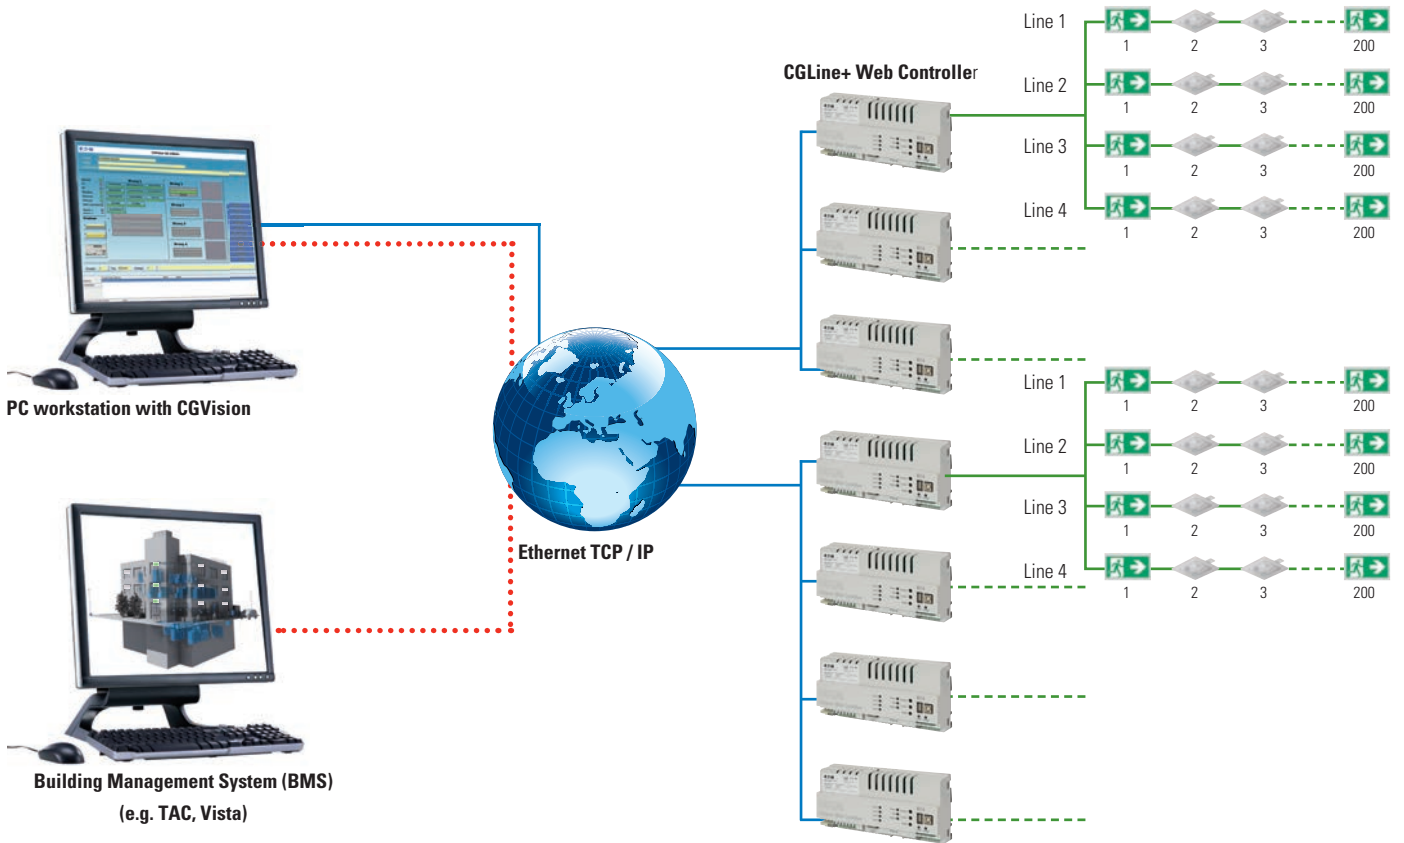 Line 1
1 2 3 200
CGLine+ Web Controller
Line 2
1 2 3 200
Line 3
1 2 3 200
Line 4
1 2 3 200
PC workstation with CGVision
Ethernet TCP / IP
Line 1
1 2 3 200
Line 2
1 2 3 200
Line 3
1 2 3 200
Line 4
1 2 3 200
Building Management System (BMS)
(e.g. TAC, Vista)